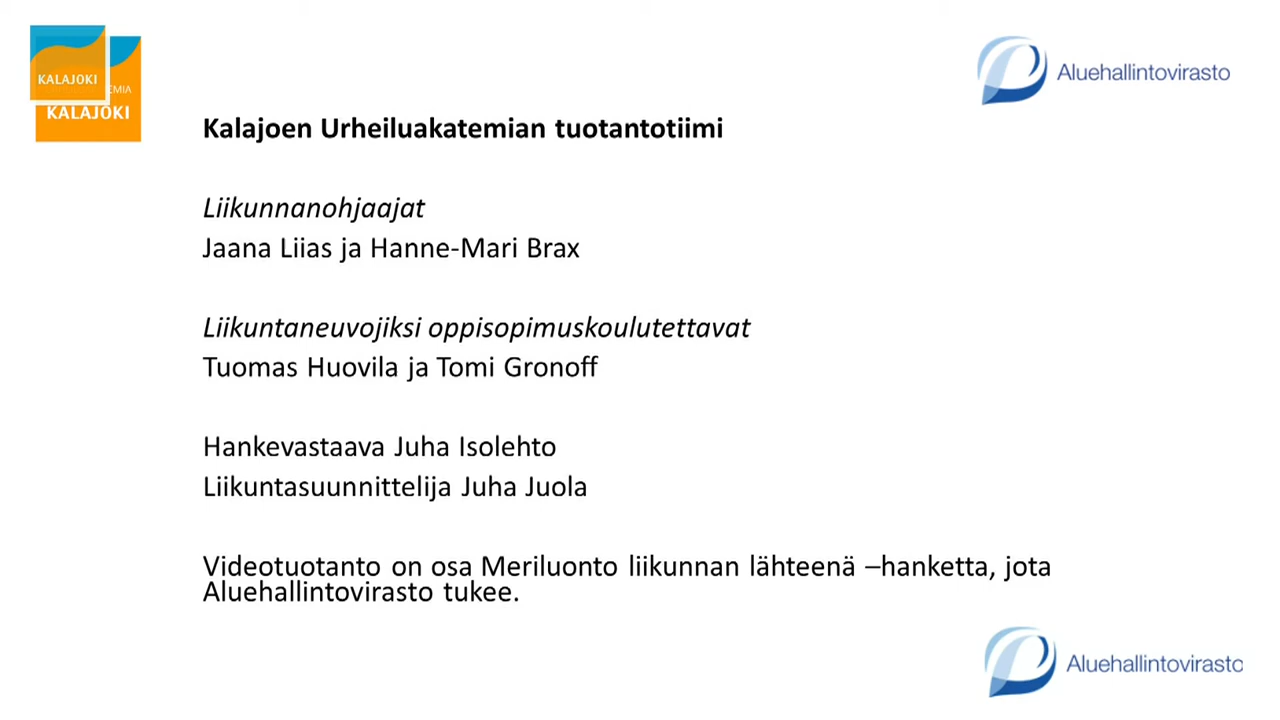 KALAJOKI
EMIA
KALAJOKI
Aluehallintovirasto
Kalajoen Urheiluakatemian tuotantotiimi
Liikunnanohjaajat
Jaana Liias ja Hanne-Mari Brax
Liikuntaneuvojiksi oppisopimuskoulutettavat
Tuomas Huovila ja Tomi Gronoff
Hankevastaava Juha Isolehto
Liikuntasuunnittelija Juha Juola
Videotuotanto on osa Meriluonto liikunnan lähteenä –hanketta, jota
Aluehallintovirasto tukee.
Aluehallintovirasto